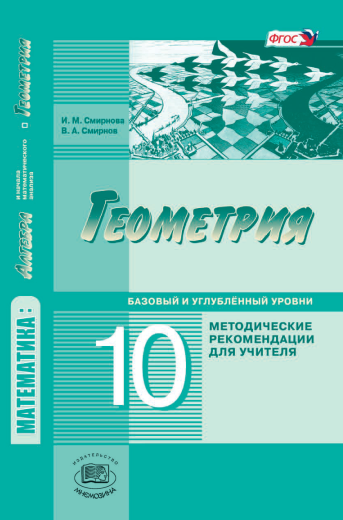 ФГОС
И. М. Смирнова
В. А. Смирнов
Геометрия
БАЗОВЫЙ И УГЛУБЛЁННЫЙ УРОВНИ
10
МЕТОДИЧЕСКИЕ
РЕКОМЕНДАЦИИ
ДЛЯ УЧИТЕЛЯ
ИЗДАТЕЛЬСТВО
МНЕМОЗИНА
МАТЕМАТИКА:
Алгебра
и начала
математического
анализа
Геометрия